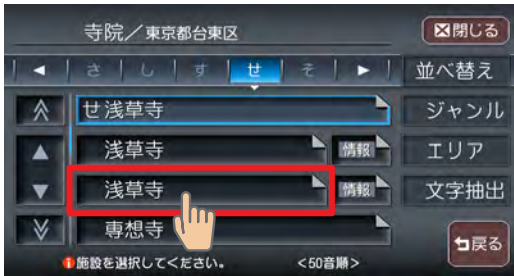 寺院／東京都台東区
閉じる
さ し す せ そ
並べ替え
せ浅草寺
ジャンル
浅草寺 情報
エリア
浅草寺 情報
文字抽出
専想寺
戻る
施設を選択してください。 <50音順>